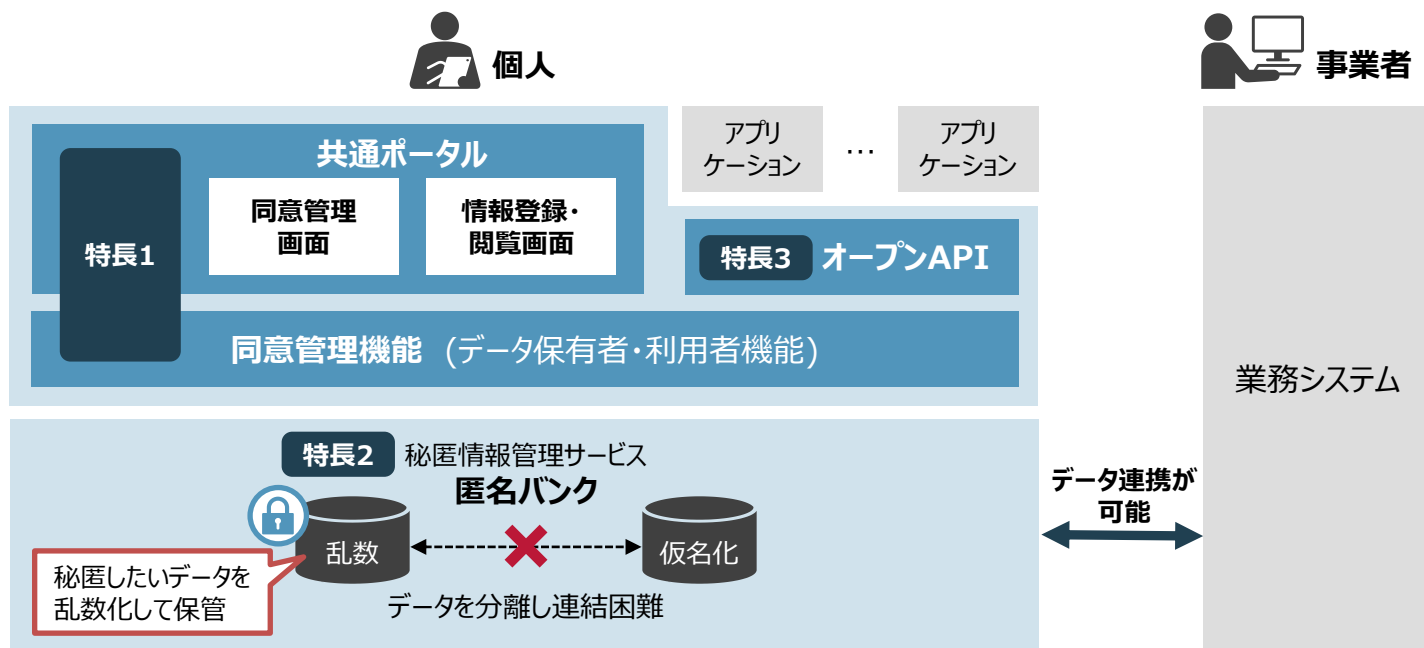 個人
事業者
共通ポータル
特長1
同意管理
画面
情報登録・
閲覧画面
アプリ
ケーション
…
アプリ
ケーション
特長3
オープンAPI
同意管理機能 (データ保有者・利用者機能)
業務システム
特長2
秘匿情報管理サービス
匿名バンク
乱数
仮名化
秘匿したいデータを
乱数化して保管
データを分離し連結困難
データ連携が
可能